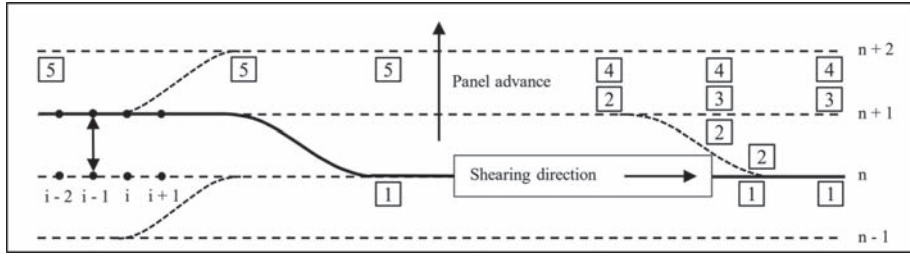 n + 2
5 5 5 4 4 4
Panel advance
2 3 3
n + 1
2
2
Shearing direction
n
i - 2 i - 1 i i + 1
1 1 1
n - 1